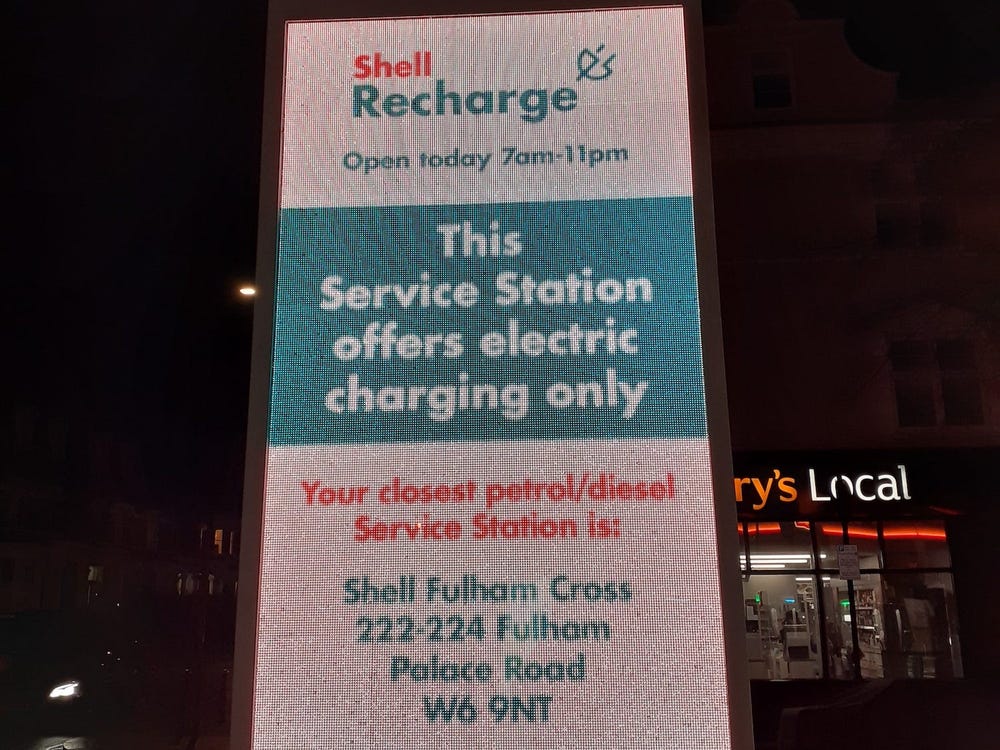 Shell
Recharge
Open today 7am-11pm
This
Service Station
offers electric
charging only
Your closest petrol/diesel
Service Station is:
Shell Fulham Cross
222-224 Fulham
Palace Road
W6 9NT
ry's Local